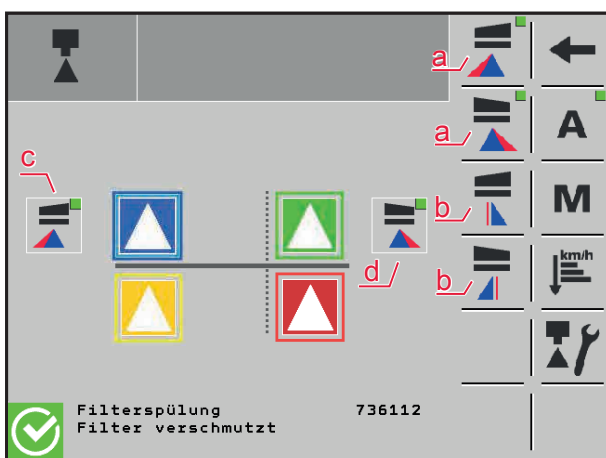 a
a
A
c
b
M
d
b
km/h
Filterspülung 736112
Filter verschmutzt